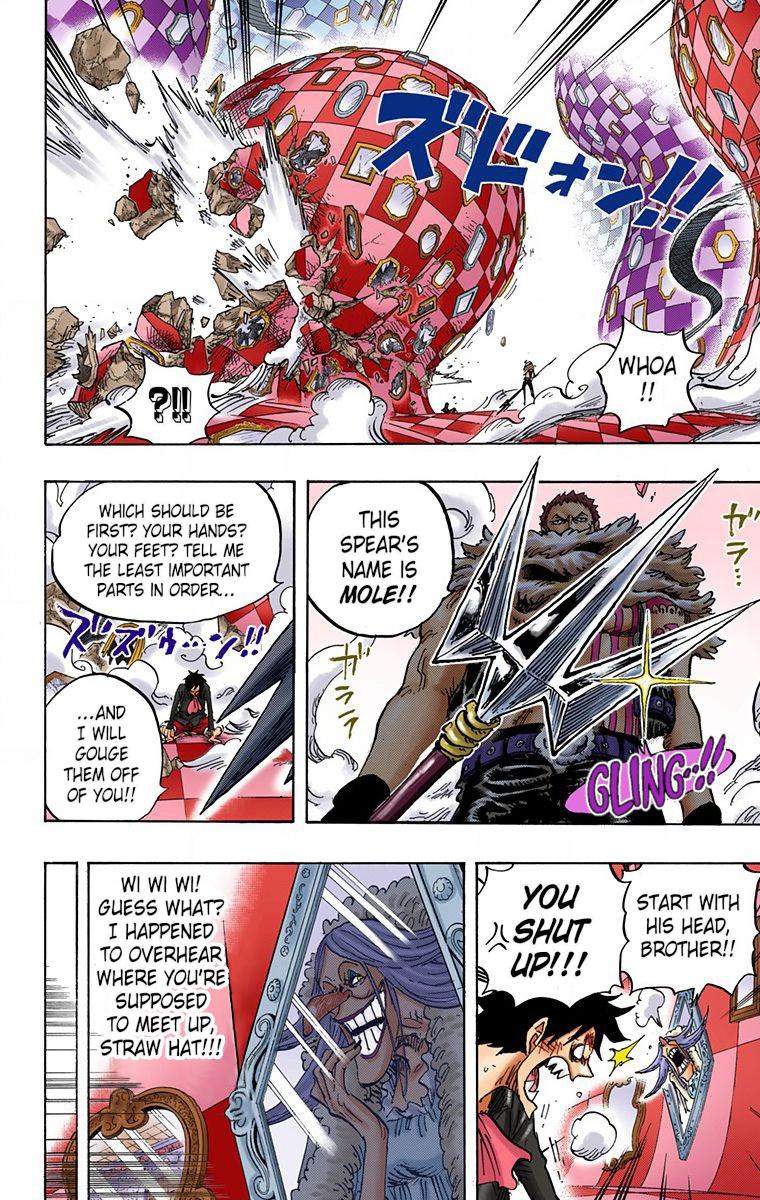 ズドォン!!
WHOA
!!
?!!
THIS
SPEAR'S
NAME IS
MOLE!!
ガラ...
ガラ...
GLING...!!
WHICH SHOULD BE
FIRST? YOUR HANDS?
YOUR FEET? TELL ME
THE LEAST IMPORTANT
PARTS IN ORDER...
ズズゥ...ン!!
...AND
I WILL
GOUGE
THEM OFF
OF YOU!!
START WITH
HIS HEAD,
BROTHER!!
YOU
SHUT
UP!!!
WI WI WI!
GUESS WHAT?
I HAPPENED
TO OVERHEAR
WHERE YOU'RE
SUPPOSED
TO MEET UP,
STRAW HAT!!!